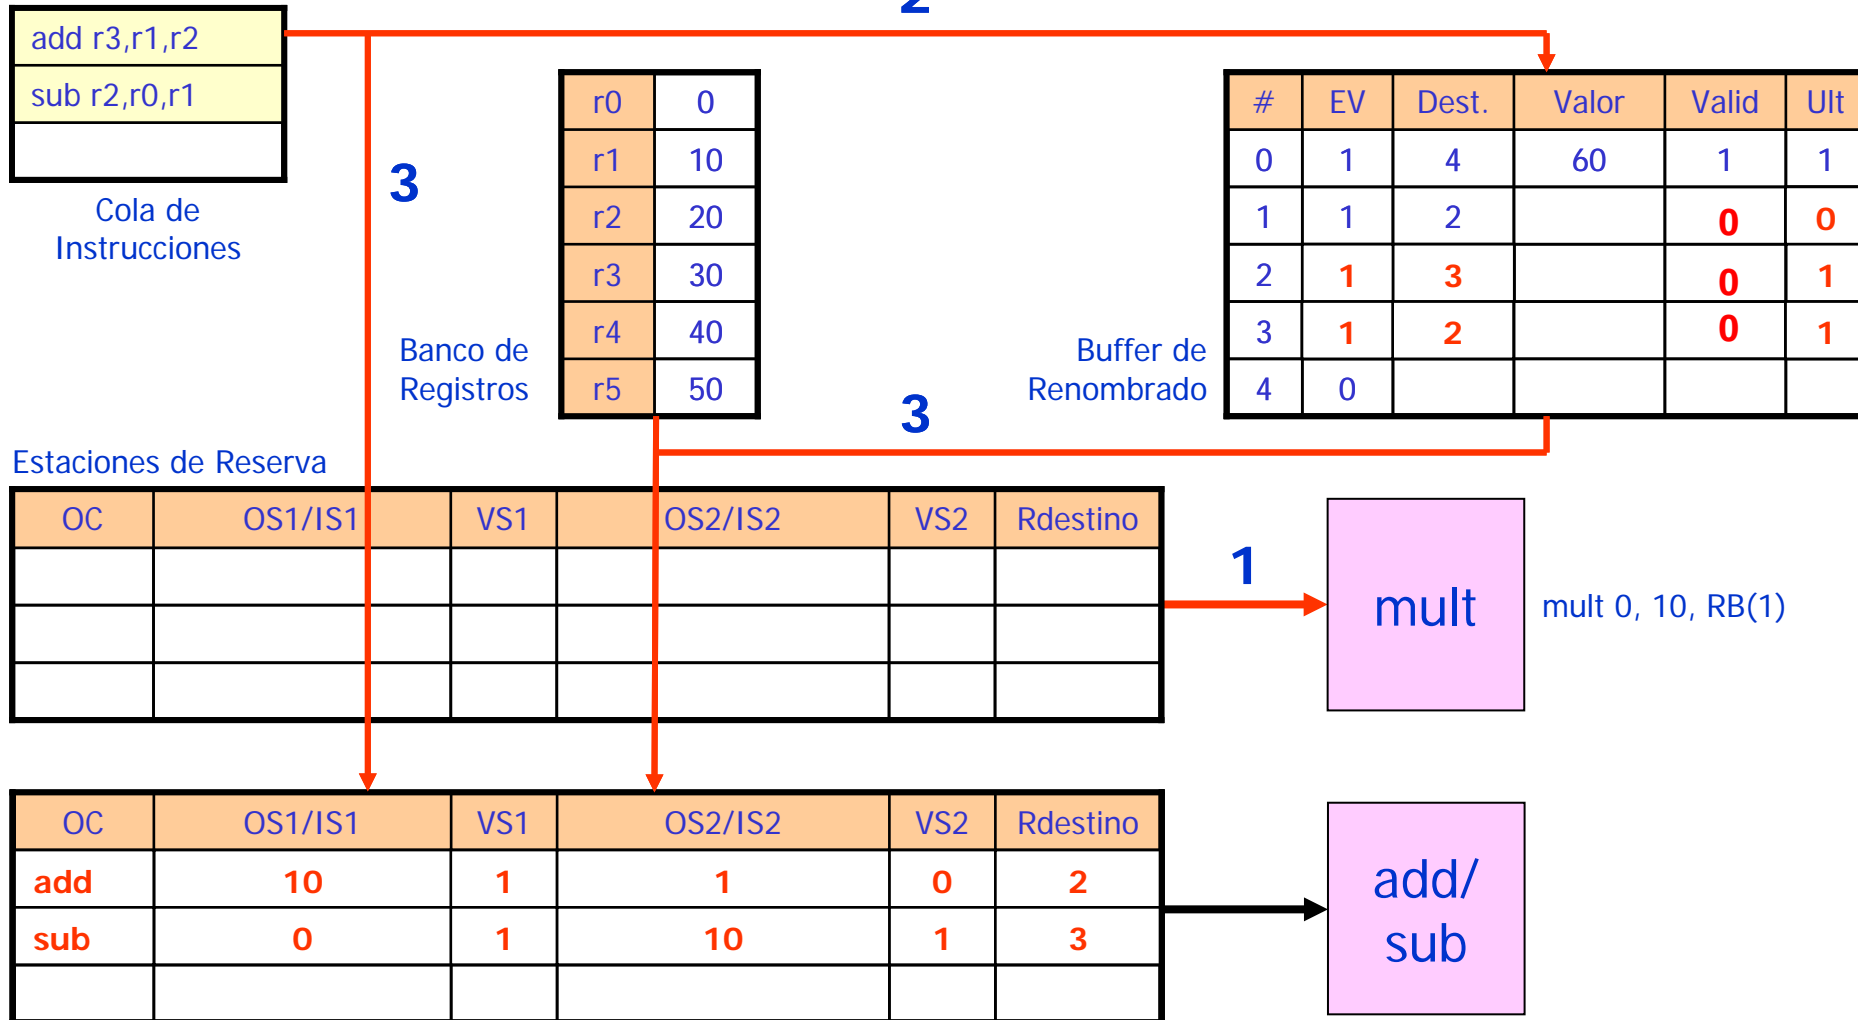 2
add r3,r1,r2
sub r2,r0,r1
Cola de
Instrucciones
3
r0 0
r1 10
r2 20
r3 30
r4 40
r5 50
Banco de
Registros
# EV Dest. Valor Valid Ult
0 1 4 60 1 1
1 1 2 0 0
2 1 3 0 1
3 1 2 0 1
4 0
Buffer de
Renombrado
3
Estaciones de Reserva
OC OS1/IS1 VS1 OS2/IS2 VS2 Rdestino
1
mult
mult 0, 10, RB(1)
OC OS1/IS1 VS1 OS2/IS2 VS2 Rdestino
add 10 1 1 0 2
sub 0 1 10 1 3
add/
sub